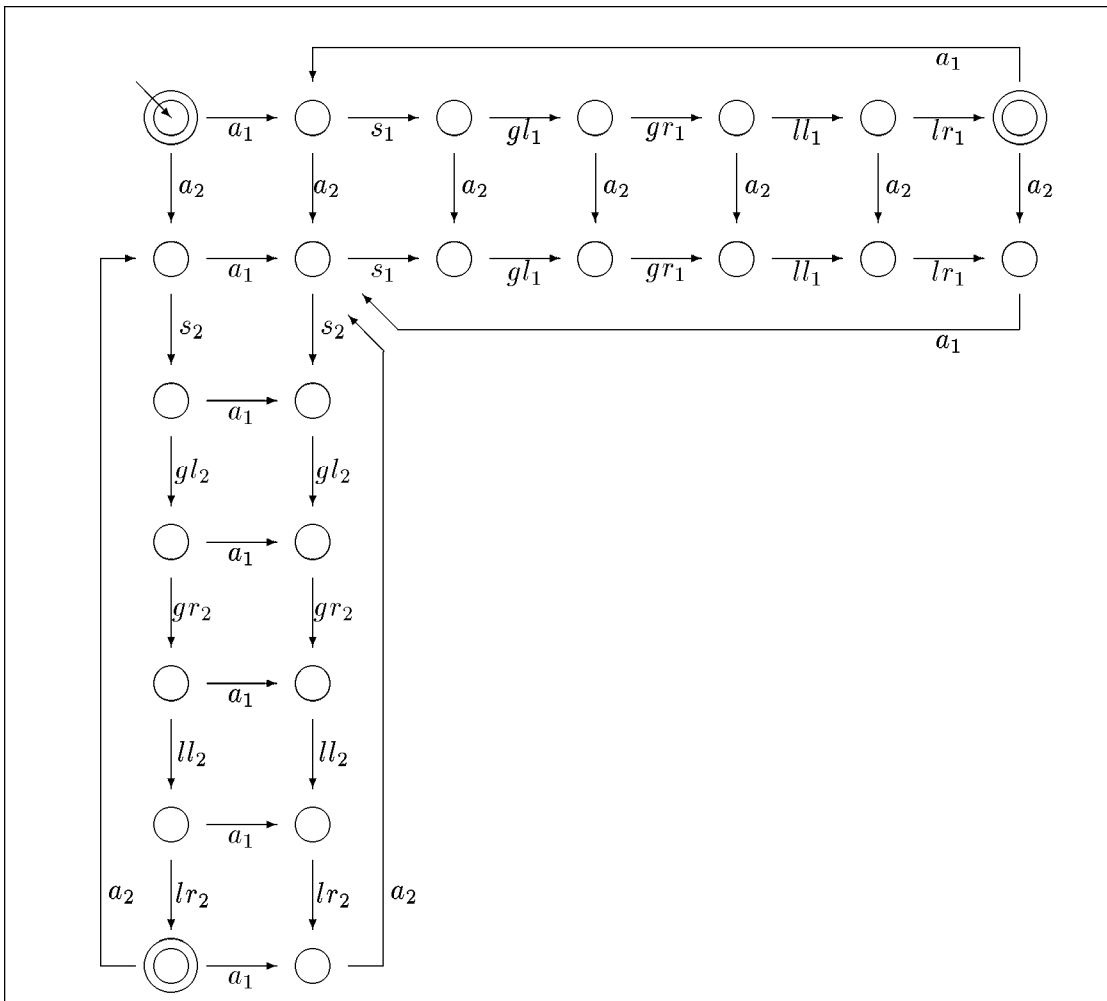 a₁
a₁ s₁ gl₁ gr₁ ll₁ lr₁
a₂ a₂ a₂ a₂ a₂ a₂ a₂
a₁ s₁ gl₁ gr₁ ll₁ lr₁
s₂ s₂ a₁
a₁
gl₂ gl₂
a₁
gr₂ gr₂
a₁
ll₂ ll₂
a₁
a₂ lr₂ lr₂ a₂
a₁